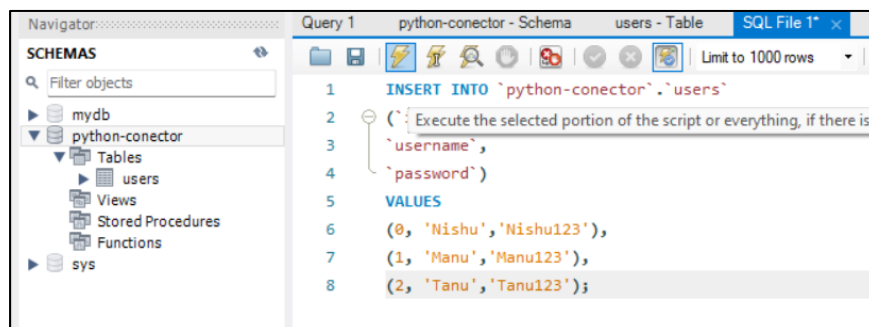 Navigator
SCHEMAS
Filter objects
mydb
python-conector
Tables
users
Views
Stored Procedures
Functions
sys
Query 1 python-conector - Schema users - Table SQL File 1* ×
Limit to 1000 rows
1 INSERT INTO `python-conector`.`users`
2 (`
Execute the selected portion of the script or everything, if there is
3 `username`,
4 `password`)
5 VALUES
6 (0, 'Nishu','Nishu123'),
7 (1, 'Manu','Manu123'),
8 (2, 'Tanu','Tanu123');